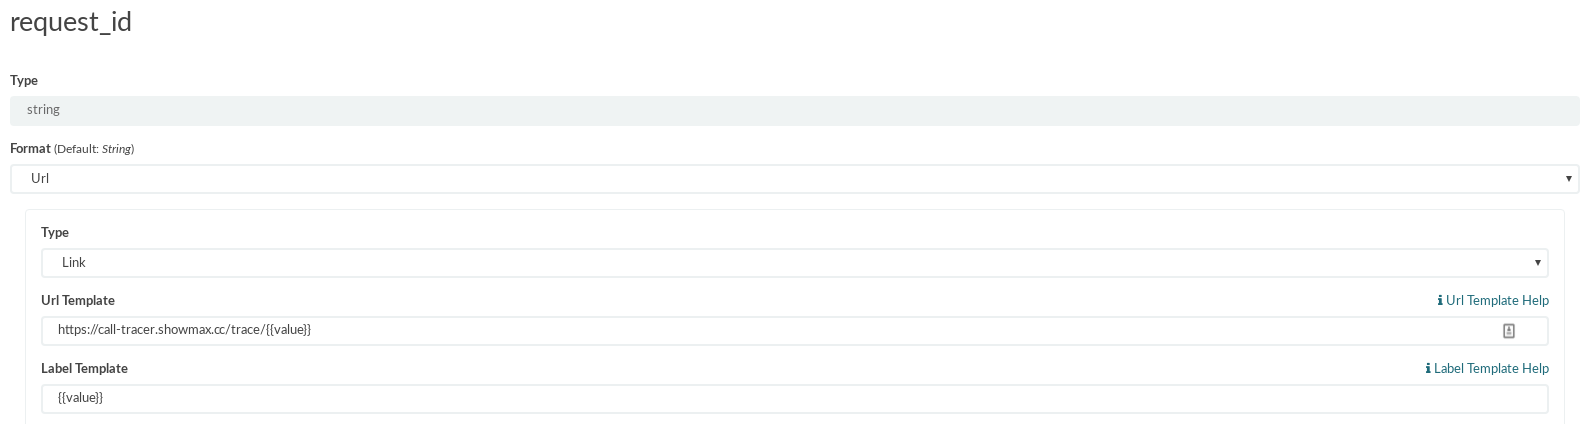 request_id
Type
string
Format (Default: String)
Url
Type
Link
Url Template
Url Template Help
https://call-tracer.showmax.cc/trace/{{value}}
Label Template
Label Template Help
{{value}}